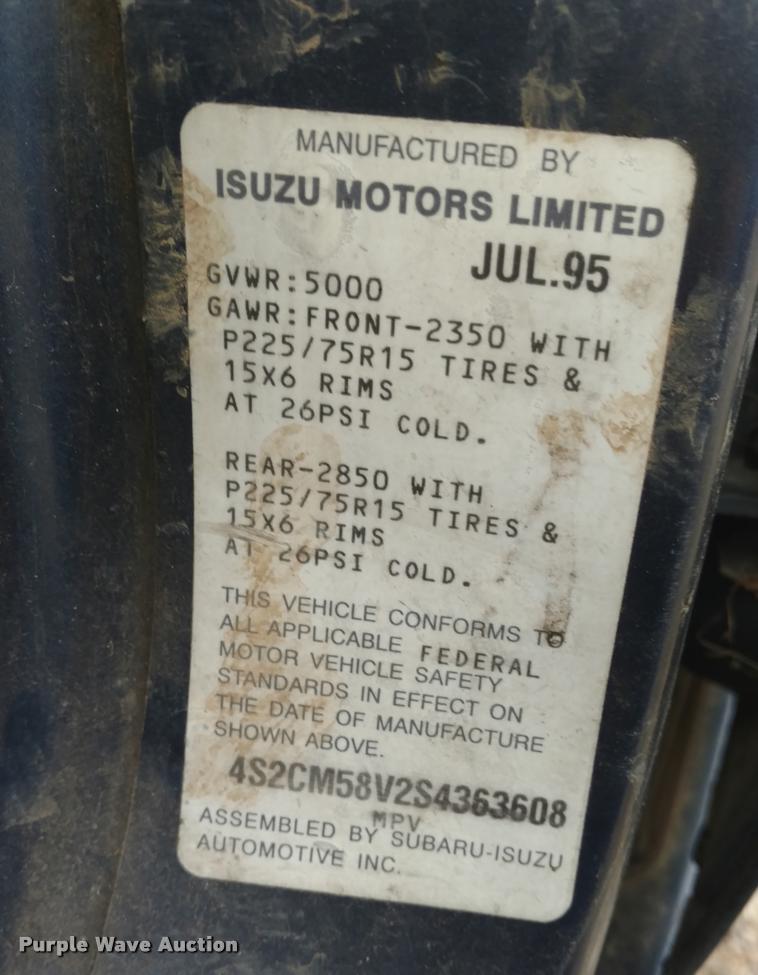 MANUFACTURED BY
ISUZU MOTORS LIMITED
JUL.95
GVWR:5000
GAWR:FRONT-2350 WITH
P225/75R15 TIRES &
15X6 RIMS
AT 26PSI COLD.
REAR-2850 WITH
P225/75R15 TIRES &
15X6 RIMS
AT 26PSI COLD.
THIS VEHICLE CONFORMS TO
ALL APPLICABLE FEDERAL
MOTOR VEHICLE SAFETY
STANDARDS IN EFFECT ON
THE DATE OF MANUFACTURE
SHOWN ABOVE.
4S2CM58V2S4363608
MPV
ASSEMBLED BY SUBARU-ISUZU
AUTOMOTIVE INC.
Purple Wave Auction